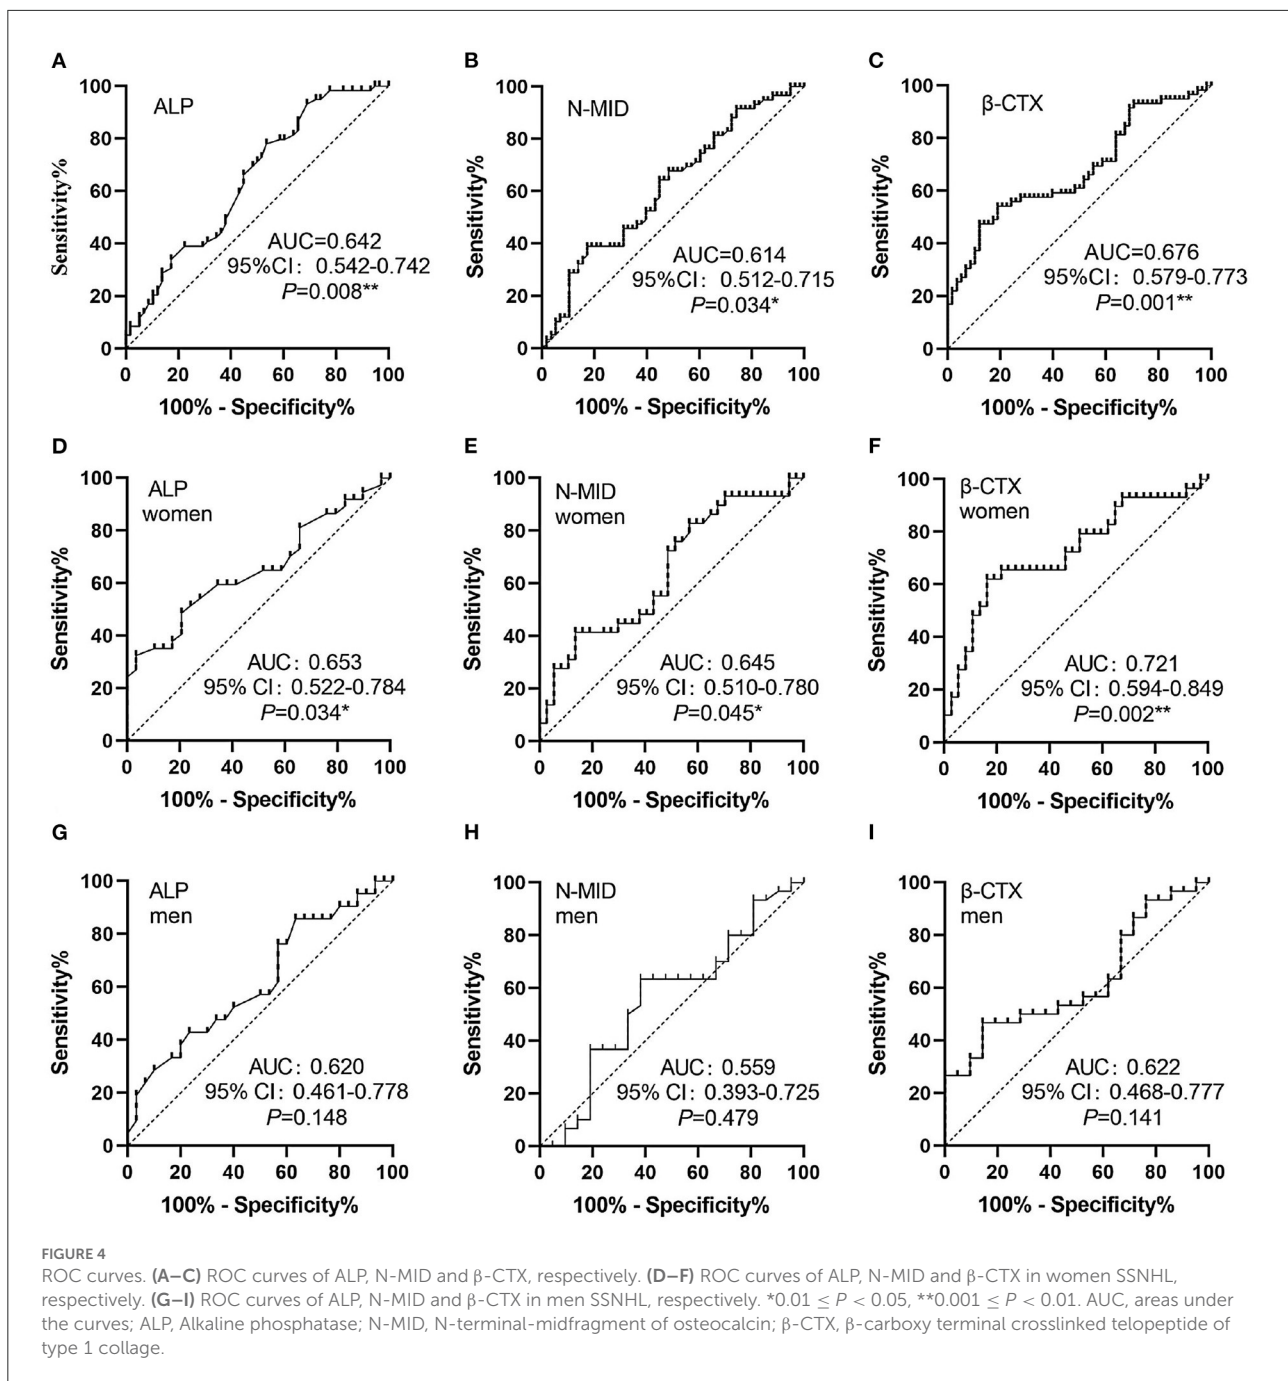 A
ALP
Sensitivity%
100
80
60
40
20
0
AUC=0.642
95%CI: 0.542-0.742
P=0.008**
0 20 40 60 80 100
100% - Specificity%
B
N-MID
Sensitivity%
100
80
60
40
20
0
AUC=0.614
95%CI: 0.512-0.715
P=0.034*
0 20 40 60 80 100
100% - Specificity%
C
β-CTX
Sensitivity%
100
80
60
40
20
0
AUC=0.676
95%CI: 0.579-0.773
P=0.001**
0 20 40 60 80 100
100% - Specificity%
D
ALP
women
Sensitivity%
100
80
60
40
20
0
AUC: 0.653
95% CI: 0.522-0.784
P=0.034*
0 20 40 60 80 100
100% - Specificity%
E
N-MID
women
Sensitivity%
100
80
60
40
20
0
AUC: 0.645
95% CI: 0.510-0.780
P=0.045*
0 20 40 60 80 100
100% - Specificity%
F
β-CTX
women
Sensitivity%
100
80
60
40
20
0
AUC: 0.721
95% CI: 0.594-0.849
P=0.002**
0 20 40 60 80 100
100% - Specificity%
G
ALP
men
Sensitivity%
100
80
60
40
20
0
AUC: 0.620
95% CI: 0.461-0.778
P=0.148
0 20 40 60 80 100
100% - Specificity%
H
N-MID
men
Sensitivity%
100
80
60
40
20
0
AUC: 0.559
95% CI: 0.393-0.725
P=0.479
0 20 40 60 80 100
100% - Specificity%
I
β-CTX
men
Sensitivity%
100
80
60
40
20
0
AUC: 0.622
95% CI: 0.468-0.777
P=0.141
0 20 40 60 80 100
100% - Specificity%
FIGURE 4
ROC curves. (A–C) ROC curves of ALP, N-MID and β-CTX, respectively. (D–F) ROC curves of ALP, N-MID and β-CTX in women SSNHL,
respectively. (G–I) ROC curves of ALP, N-MID and β-CTX in men SSNHL, respectively. *0.01 ≤ P < 0.05, **0.001 ≤ P < 0.01. AUC, areas under
the curves; ALP, Alkaline phosphatase; N-MID, N-terminal-midfragment of osteocalcin; β-CTX, β-carboxy terminal crosslinked telopeptide of
type 1 collage.